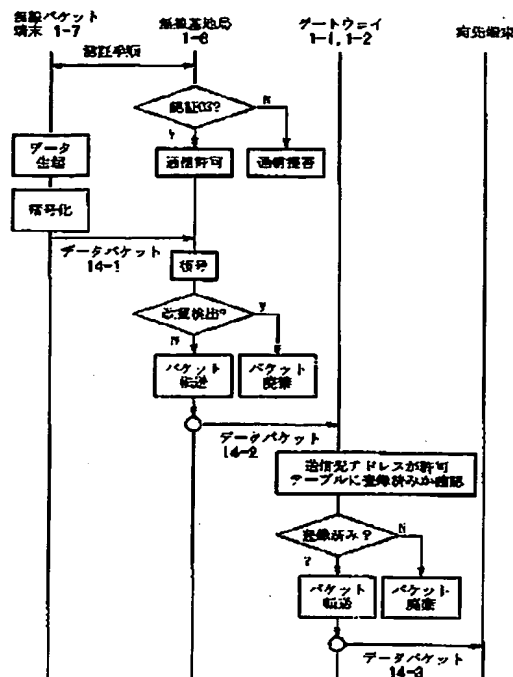 無線パケット
端末 1-7
無線基地局
1-6
ゲートウェイ
1-1, 1-2
宛先端末
認証手順
認証OK?
N
Y
データ
生起
通信許可
通信拒否
暗号化
データパケット
14-1
復号
改竄検出?
Y
N
パケット
転送
パケット
廃棄
データパケット
14-2
送信元アドレスが許可
テーブルに登録済みか確認
登録済み?
N
パケット
転送
パケット
廃棄
データパケット
14-3